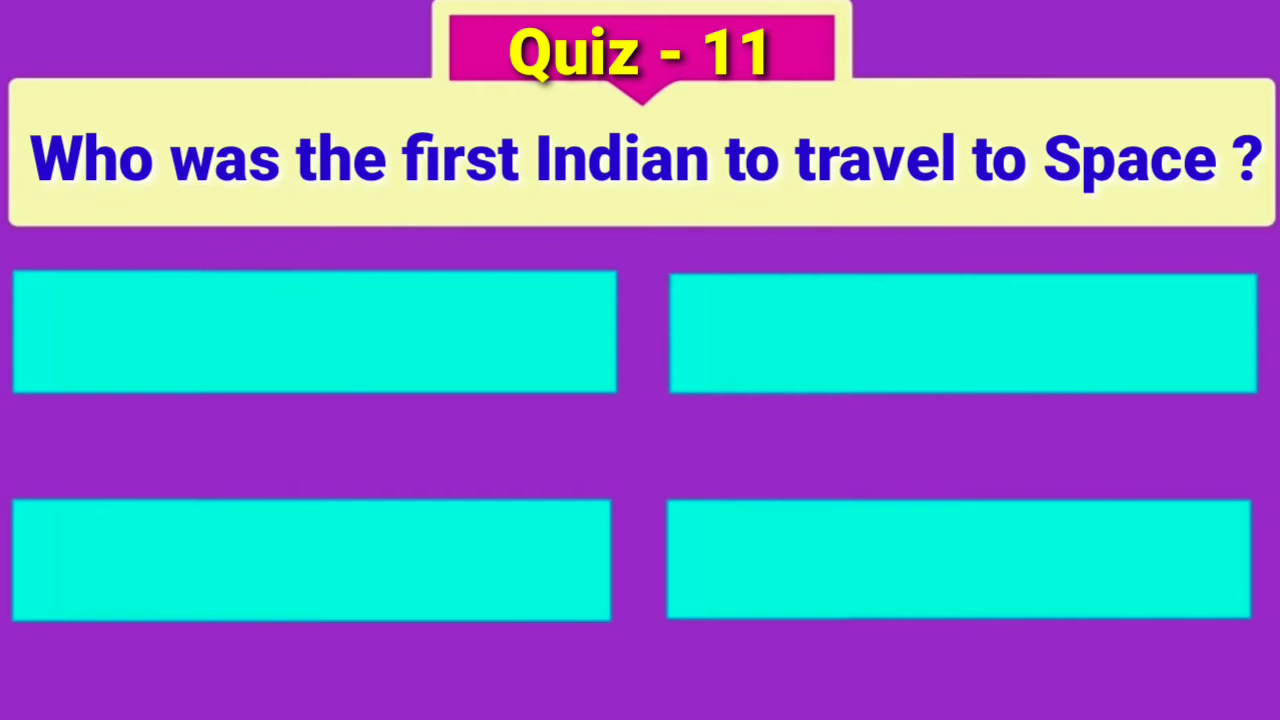 Quiz - 11
Who was the first Indian to travel to Space ?